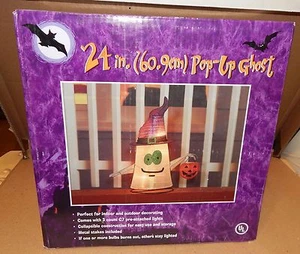 24 in. (60.9cm) Pop-Up Ghost
• Perfect for indoor and outdoor decorating
• Comes with 3 count C7 pre-attached lights
• Collapsible construction for easy use and storage
• Metal stakes included
• If one or more bulbs burns out, others stay lighted
UL